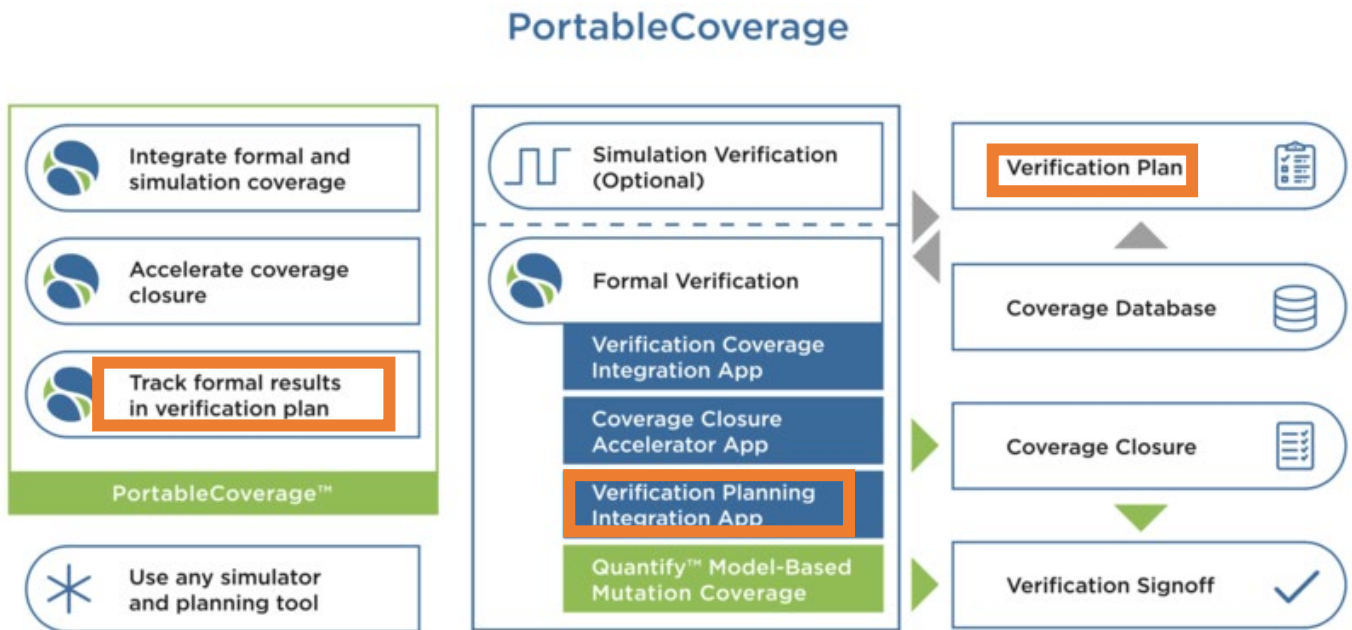 PortableCoverage
Integrate formal and
simulation coverage
Accelerate coverage
closure
Track formal results
in verification plan
PortableCoverage™
Use any simulator
and planning tool
Simulation Verification
(Optional)
Formal Verification
Verification Coverage
Integration App
Coverage Closure
Accelerator App
Verification Planning
Integration App
Quantify™ Model-Based
Mutation Coverage
Verification Plan
Coverage Database
Coverage Closure
Verification Signoff